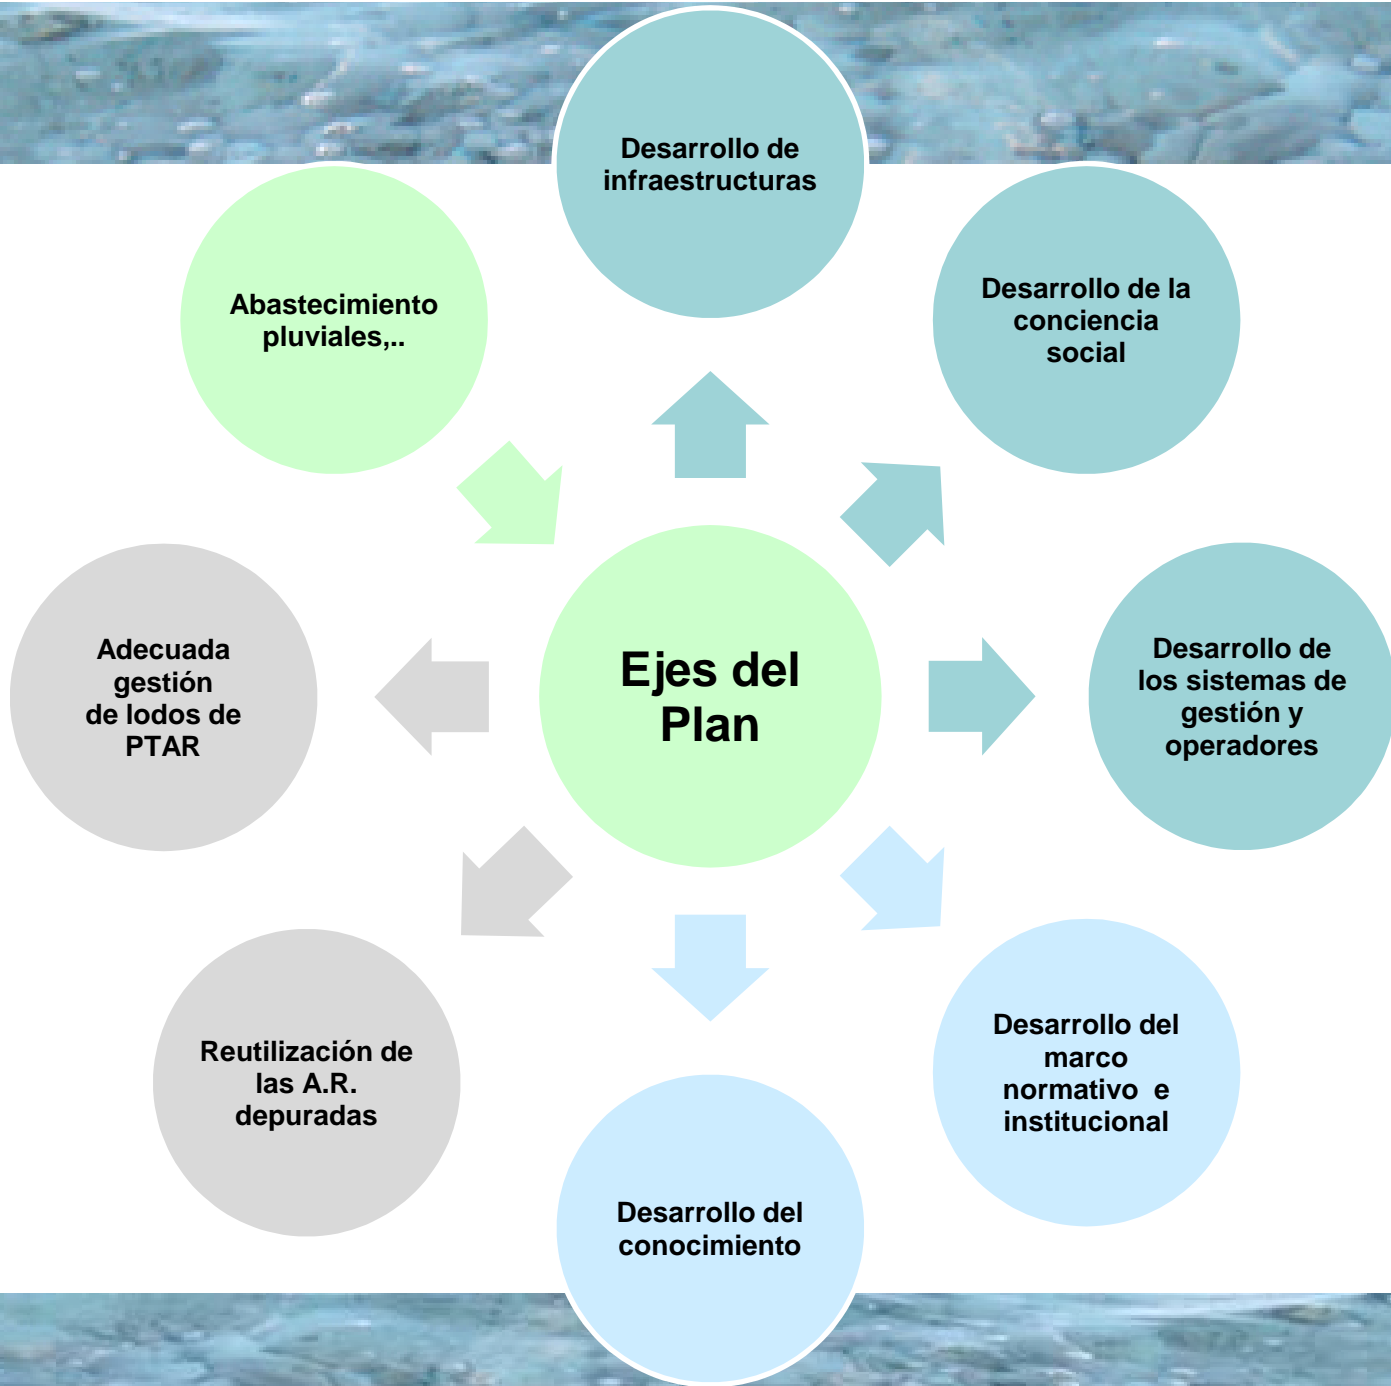 Desarrollo de
infraestructuras
Desarrollo de la
conciencia
social
Desarrollo de
los sistemas de
gestión y
operadores
Desarrollo del
marco
normativo e
institucional
Desarrollo del
conocimiento
Reutilización de
las A.R.
depuradas
Adecuada
gestión
de lodos de
PTAR
Abastecimiento
pluviales,..
Ejes del
Plan